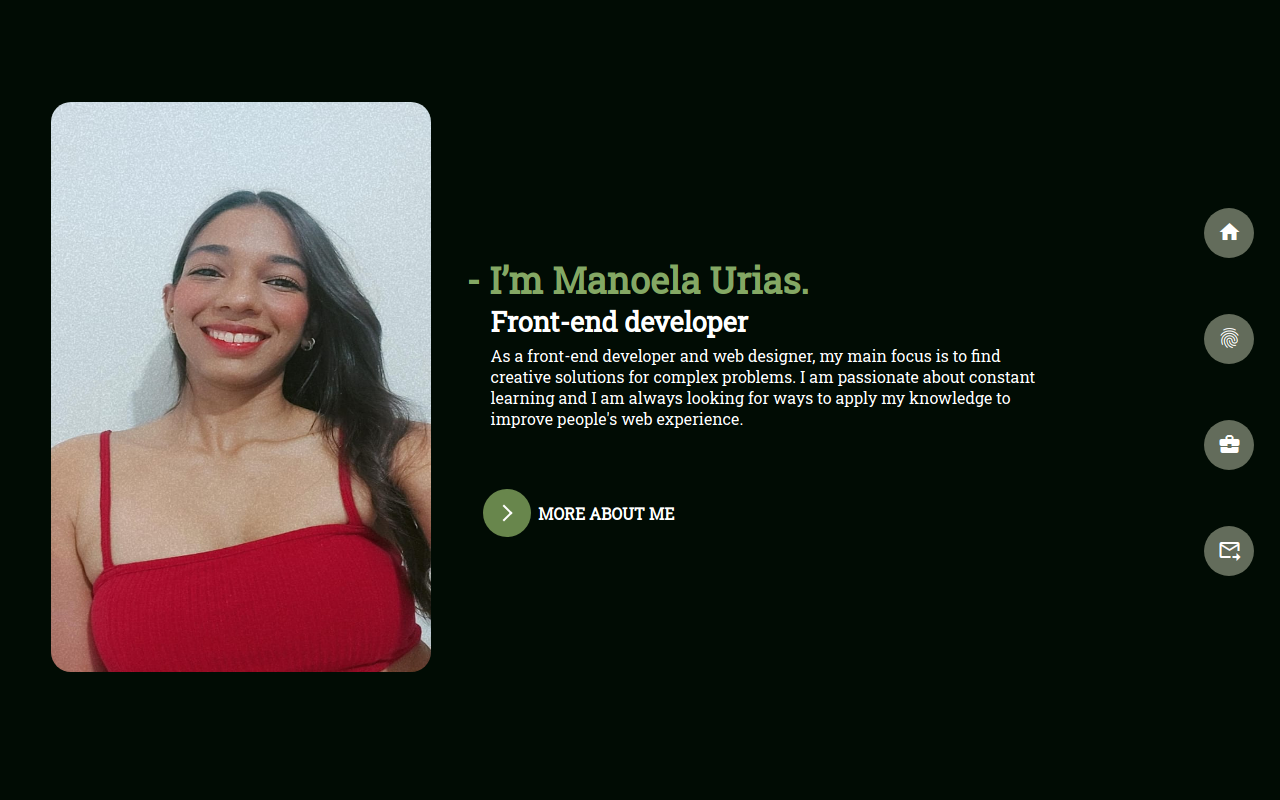 - I’m Manoela Urias.
Front-end developer
As a front-end developer and web designer, my main focus is to find
creative solutions for complex problems. I am passionate about constant
learning and I am always looking for ways to apply my knowledge to
improve people's web experience.
MORE ABOUT ME